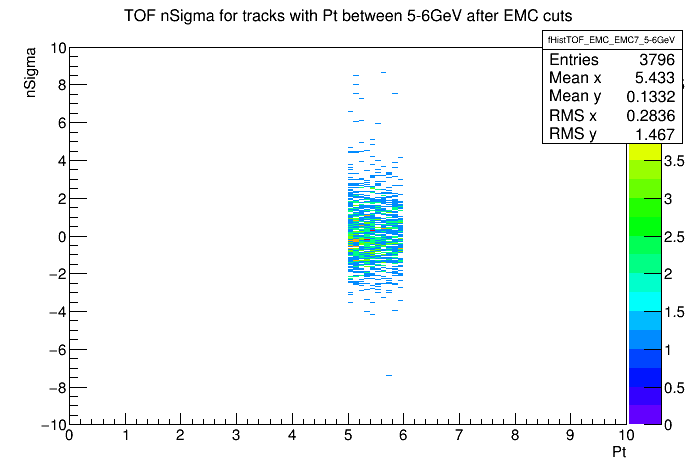 TOF nSigma for tracks with Pt between 5-6GeV after EMC cuts
fHistTOF_EMC_EMC7_5-6GeV
Entries 3796
Mean x 5.433
Mean y 0.1332
RMS x 0.2836
RMS y 1.467
nSigma
10
8
6
4
2
0
−2
−4
−6
−8
−10
0 1 2 3 4 5 6 7 8 9 10
Pt
3.5
3
2.5
2
1.5
1
0.5
0